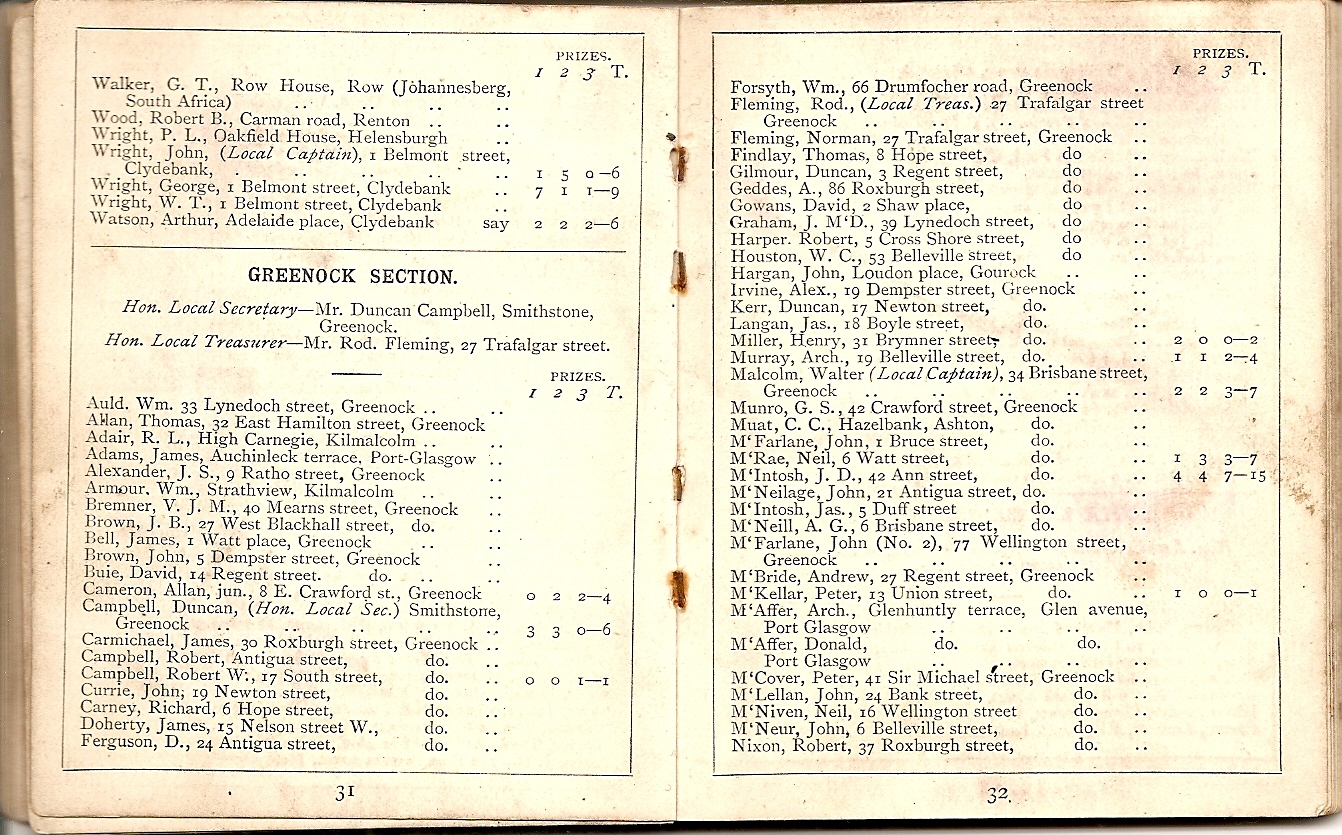 PRIZES.
1 2 3 T.
Walker, G. T., Row House, Row (Johannesberg,
South Africa) .. .. .. ..
Wood, Robert B., Carman road, Renton .. ..
Wright, P. L., Oakfield House, Helensburgh ..
Wright, John, (Local Captain), 1 Belmont street,
Clydebank, . .. .. .. .. 1 5 0—6
Wright, George, 1 Belmont street, Clydebank .. 7 1 1—9
Wright, W. T., 1 Belmont street, Clydebank ..
Watson, Arthur, Adelaide place, Clydebank say 2 2 2—6
GREENOCK SECTION.
Hon. Local Secretary—Mr. Duncan Campbell, Smithstone,
Greenock.
Hon. Local Treasurer—Mr. Rod. Fleming, 27 Trafalgar street.
PRIZES.
1 2 3 T.
Auld. Wm. 33 Lynedoch street, Greenock .. ..
Allan, Thomas, 32 East Hamilton street, Greenock
Adair, R. L., High Carnegie, Kilmalcolm .. ..
Adams, James, Auchinleck terrace, Port-Glasgow ..
Alexander, J. S., 9 Ratho street, Greenock ..
Armour, Wm., Strathview, Kilmalcolm .. ..
Bremner, V. J. M., 40 Mearns street, Greenock ..
Brown, J. B., 27 West Blackhall street, do. ..
Bell, James, 1 Watt place, Greenock .. ..
Brown, John, 5 Dempster street, Greenock ..
Buie, David, 14 Regent street. do. .. ..
Cameron, Allan, jun., 8 E. Crawford st., Greenock 0 2 2—4
Campbell, Duncan, (Hon. Local Sec.) Smithstone,
Greenock .. .. .. .. .. 3 3 0—6
Carmichael, James, 30 Roxburgh street, Greenock ..
Campbell, Robert, Antigua street, do. ..
Campbell, Robert W., 17 South street, do. .. 0 0 1—1
Currie, John, 19 Newton street, do. ..
Carney, Richard, 6 Hope street, do. ..
Doherty, James, 15 Nelson street W., do. ..
Ferguson, D., 24 Antigua street, do. ..
31
PRIZES.
1 2 3 T.
Forsyth, Wm., 66 Drumfocher road, Greenock ..
Fleming, Rod., (Local Treas.) 27 Trafalgar street
Greenock .. .. .. .. ..
Fleming, Norman, 27 Trafalgar street, Greenock ..
Findlay, Thomas, 8 Hope street, do ..
Gilmour, Duncan, 3 Regent street, do ..
Geddes, A., 86 Roxburgh street, do ..
Gowans, David, 2 Shaw place, do ..
Graham, J. M‘D., 39 Lynedoch street, do ..
Harper. Robert, 5 Cross Shore street, do ..
Houston, W. C., 53 Belleville street, do ..
Hargan, John, Loudon place, Gourock .. ..
Irvine, Alex., 19 Dempster street, Greenock ..
Kerr, Duncan, 17 Newton street, do. ..
Langan, Jas., 18 Boyle street, do. ..
Miller, Henry, 31 Brymner street, do. .. 2 0 0—2
Murray, Arch., 19 Belleville street, do. .. 1 1 2—4
Malcolm, Walter (Local Captain), 34 Brisbane street,
Greenock .. .. .. .. .. 2 2 3—7
Munro, G. S., 42 Crawford street, Greenock ..
Muat, C. C., Hazelbank, Ashton, do. ..
M‘Farlane, John, 1 Bruce street, do. ..
M‘Rae, Neil, 6 Watt street, do. .. 1 3 3—7
M‘Intosh, J. D., 42 Ann street, do. .. 4 4 7—15
M‘Neilage, John, 21 Antigua street, do. ..
M‘Intosh, Jas., 5 Duff street do. ..
M‘Neill, A. G., 6 Brisbane street, do. ..
M‘Farlane, John (No. 2), 77 Wellington street,
Greenock .. .. .. .. ..
M‘Bride, Andrew, 27 Regent street, Greenock ..
M‘Kellar, Peter, 13 Union street, do. .. 1 0 0—1
M‘Affer, Arch., Glenhuntly terrace, Glen avenue,
Port Glasgow .. .. .. ..
M‘Affer, Donald, do. do.
Port Glasgow .. .. .. ..
M‘Cover, Peter, 41 Sir Michael street, Greenock ..
M‘Lellan, John, 24 Bank street, do. ..
M‘Niven, Neil, 16 Wellington street do. ..
M‘Neur, John, 6 Belleville street, do. ..
Nixon, Robert, 37 Roxburgh street, do. ..
32.